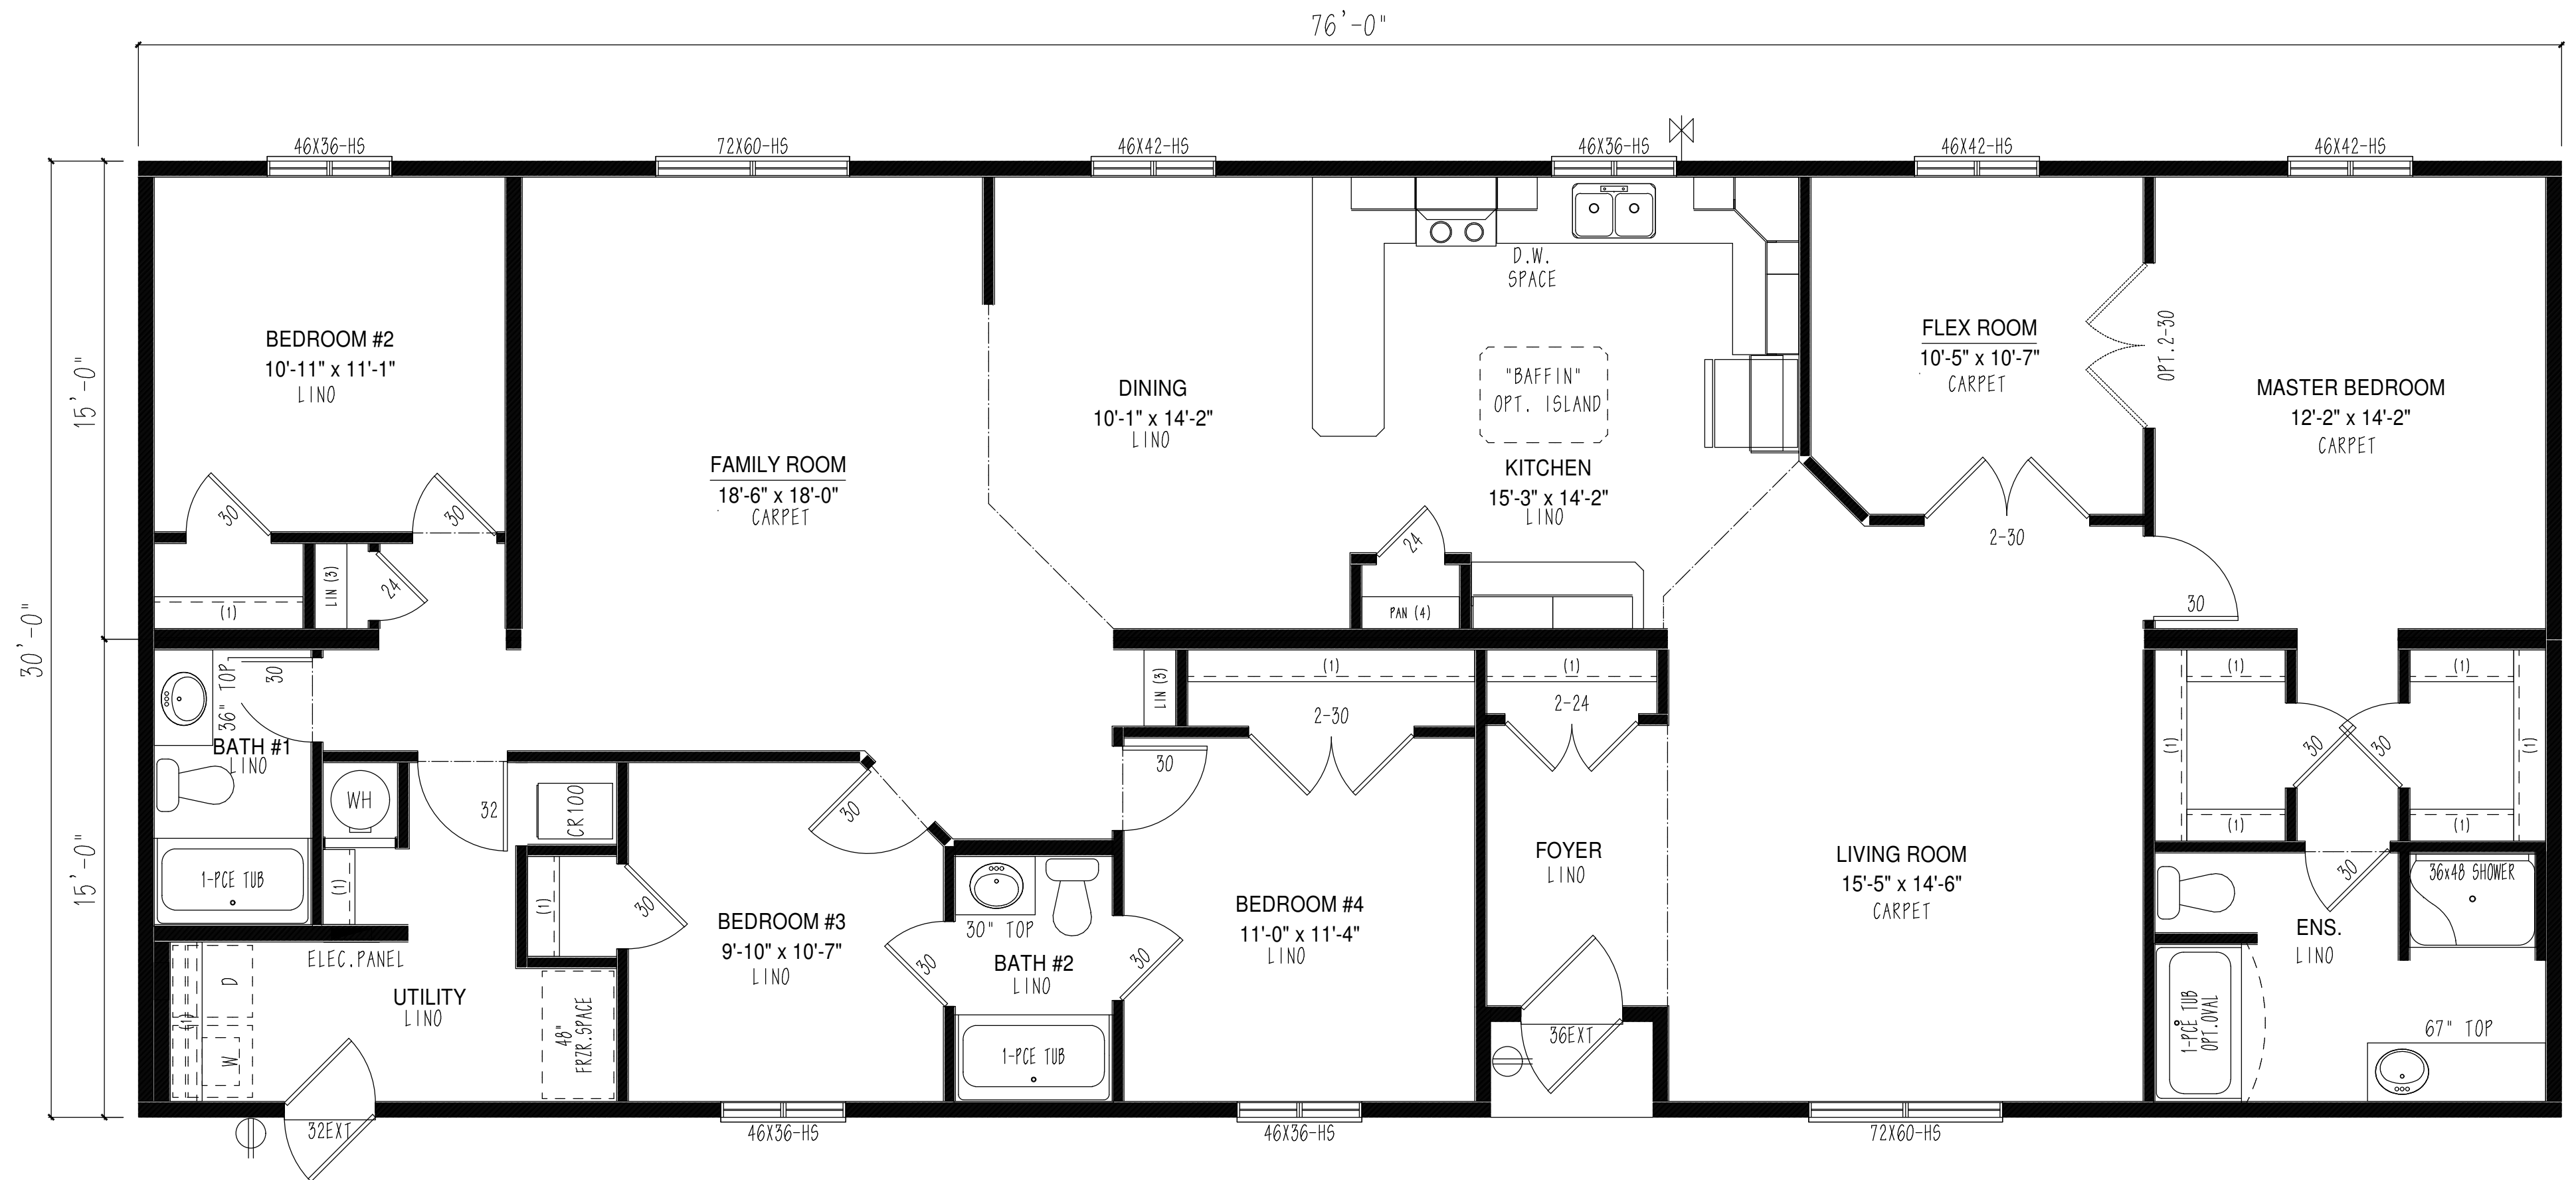 76'-0"
46X36-HS
72X60-HS
46X42-HS
46X36-HS
46X42-HS
46X42-HS
30'-0"
15'-0"
15'-0"
BEDROOM #2
10'-11" x 11'-1"
LINO
30
30
(1)
LIN (3)
24
FAMILY ROOM
18'-6" x 18'-0"
CARPET
DINING
10'-1" x 14'-2"
LINO
D.W.
SPACE
"BAFFIN"
OPT. ISLAND
KITCHEN
15'-3" x 14'-2"
LINO
24
PAN (4)
FLEX ROOM
10'-5" x 10'-7"
CARPET
2-30
OPT.2-30
MASTER BEDROOM
12'-2" x 14'-2"
CARPET
30
36" TOP
30
BATH #1
LINO
1-PCE TUB
WH
(1)
32
CR100
(1)
30
ELEC.PANEL
UTILITY
LINO
D
W
(1)
48"
FRZR.SPACE
32EXT
BEDROOM #3
9'-10" x 10'-7"
LINO
30
30
30" TOP
BATH #2
LINO
30
1-PCE TUB
LIN (3)
(1)
2-30
30
BEDROOM #4
11'-0" x 11'-4"
LINO
(1)
2-24
FOYER
LINO
36EXT
LIVING ROOM
15'-5" x 14'-6"
CARPET
(1)
(1)
(1)
(1)
30
30
(1)
(1)
30
36x48 SHOWER
ENS.
LINO
1-PCE TUB
OPT.OVAL
67" TOP
46X36-HS
46X36-HS
72X60-HS